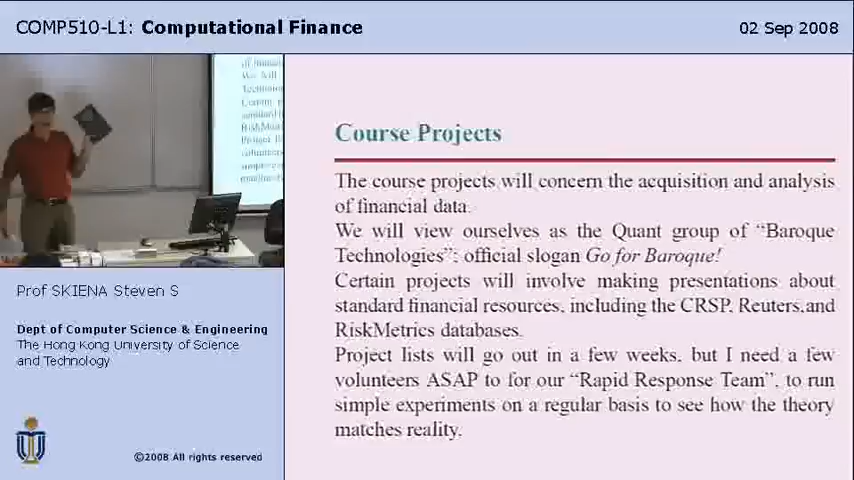 COMP510-L1: Computational Finance
02 Sep 2008
Course Projects
The course projects will concern the acquisition and analysis
of financial data.
We will view ourselves as the Quant group of “Baroque
Technologies”; official slogan Go for Baroque!
Certain projects will involve making presentations about
standard financial resources, including the CRSP, Reuters,and
RiskMetrics databases.
Project lists will go out in a few weeks, but I need a few
volunteers ASAP to for our “Rapid Response Team”, to run
simple experiments on a regular basis to see how the theory
matches reality.
Prof SKIENA Steven S
Dept of Computer Science & Engineering
The Hong Kong University of Science
and Technology
©2008 All rights reserved